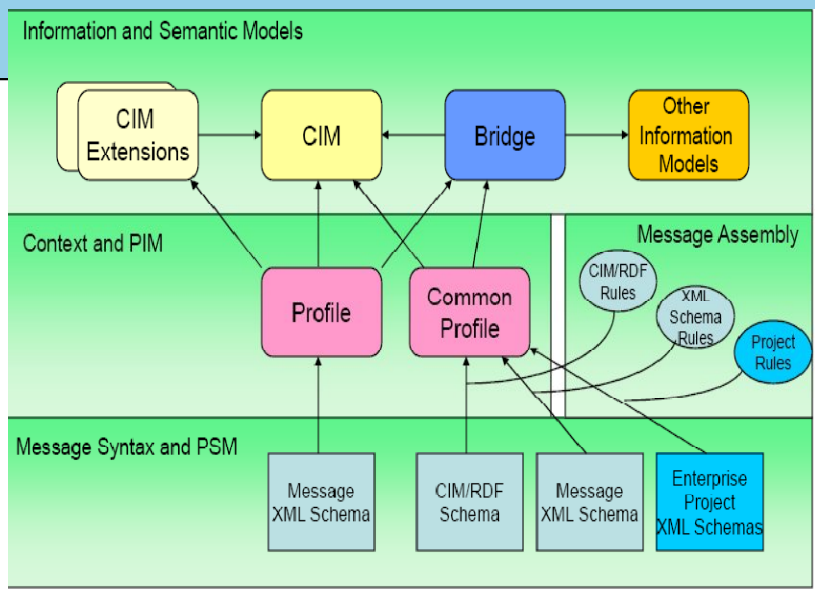 Information and Semantic Models
CIM
Extensions
CIM
Bridge
Other
Information
Models
Context and PIM
Message Assembly
Profile
Common
Profile
CIM/RDF
Rules
XML
Schema
Rules
Project
Rules
Message Syntax and PSM
Message
XML Schema
CIM/RDF
Schema
Message
XML Schema
Enterprise
Project
XML Schemas